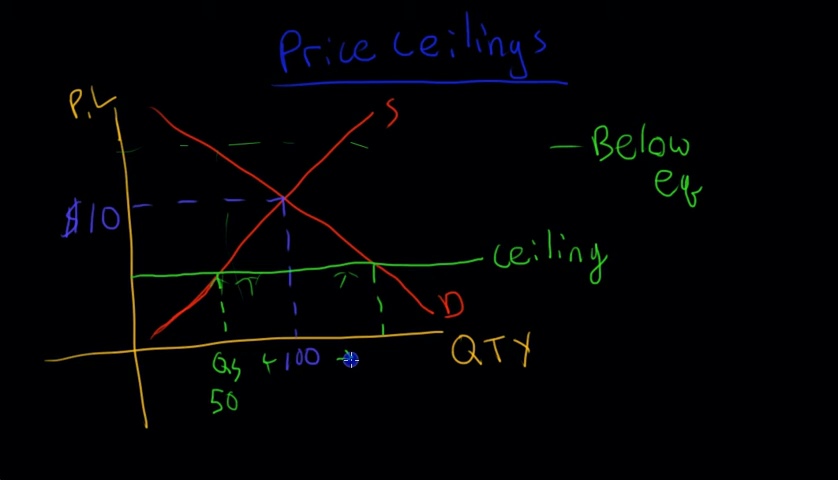 Price Ceilings
P.L
S
Below
eq
$10
Ceiling
D
QTY
Qs
100
50